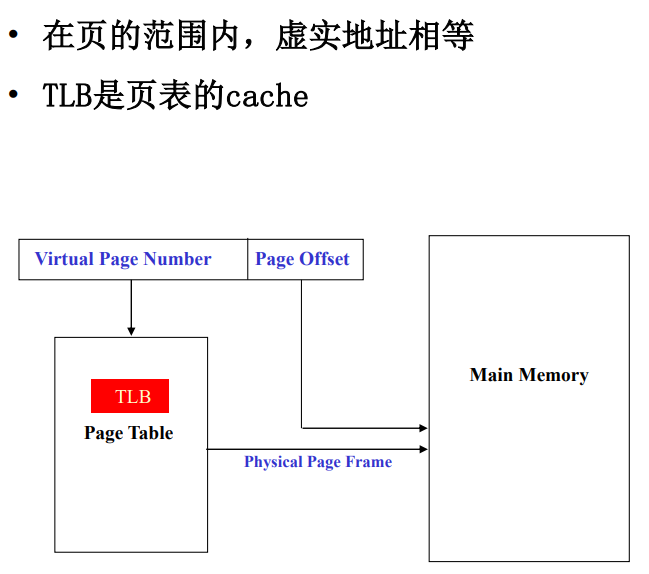 • 在页的范围内，虚实地址相等
• TLB是页表的cache
Virtual Page Number
Page Offset
Main Memory
TLB
Page Table
Physical Page Frame